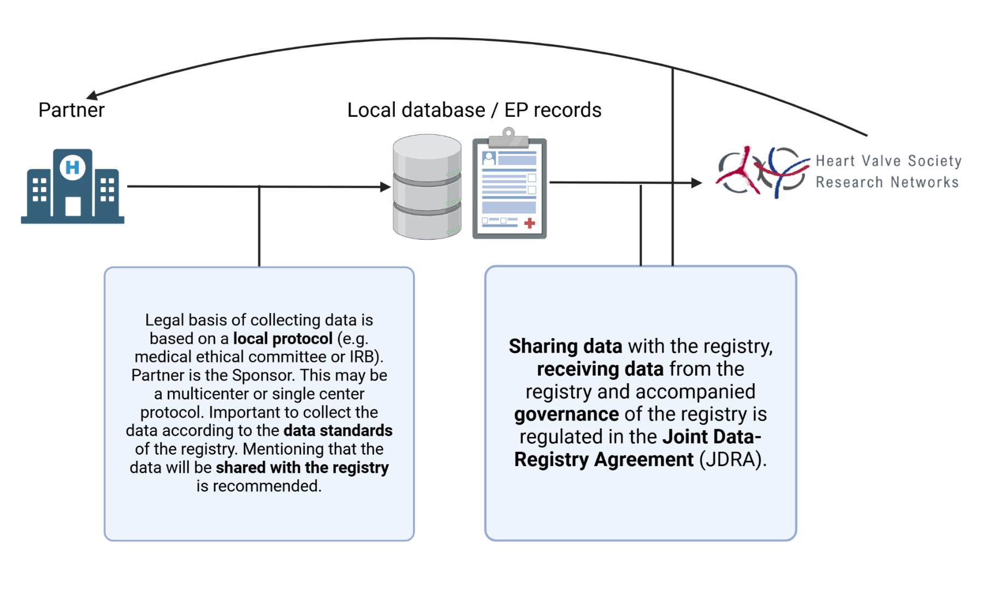 Partner
Local database / EP records
H
Heart Valve Society
Research Networks
Legal basis of collecting data is
based on a local protocol (e.g.
medical ethical committee or IRB).
Partner is the Sponsor. This may be
a multicenter or single center
protocol. Important to collect the
data according to the data standards
of the registry. Mentioning that the
data will be shared with the registry
is recommended.
Sharing data with the registry,
receiving data from the
registry and accompanied
governance of the registry is
regulated in the Joint Data-
Registry Agreement (JDRA).